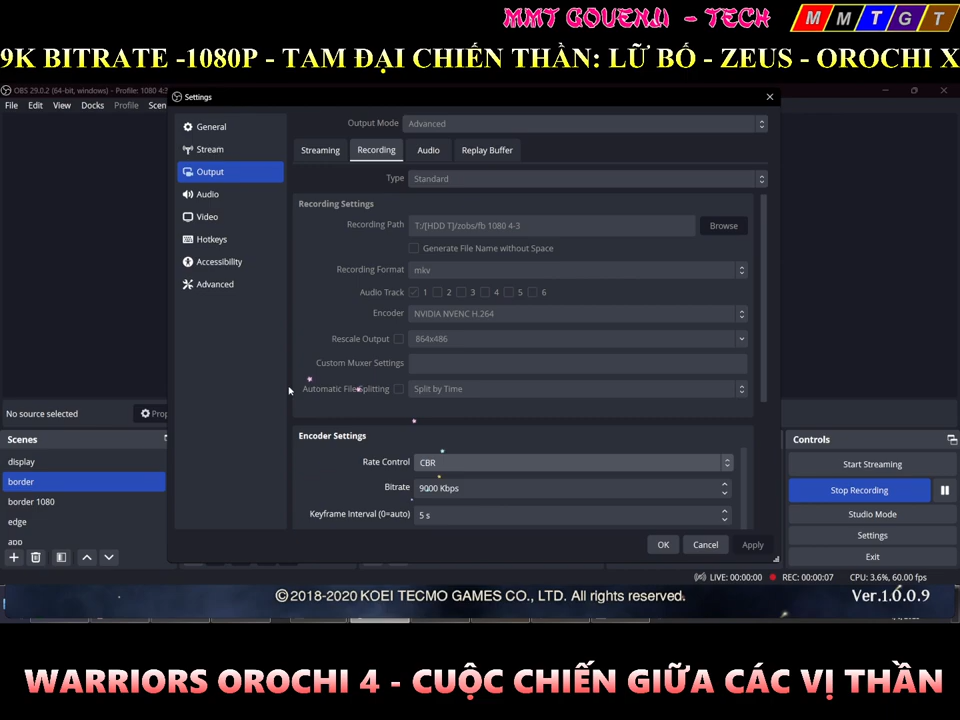 MMT GOUENJI - TECH
M M T G T
9K BITRATE -1080P - TAM ĐẠI CHIẾN THẦN: LỮ BỐ - ZEUS - OROCHI X
OBS 29.0.2 (64-bit, windows) - Profile: 1080 4:3
Settings
File Edit View Docks Profile Scen
Output Mode Advanced
General
Stream
Output
Audio
Video
Hotkeys
Accessibility
Advanced
Streaming Recording Audio Replay Buffer
Type Standard
Recording Settings
Recording Path T:/[HDD T]/zobs/fb 1080 4-3 Browse
Generate File Name without Space
Recording Format mkv
Audio Track 1 2 3 4 5 6
Encoder NVIDIA NVENC H.264
Rescale Output 864x486
Custom Muxer Settings
Automatic File Splitting Split by Time
Encoder Settings
Rate Control CBR
Bitrate 9000 Kbps
Keyframe Interval (0=auto) 5 s
OK Cancel Apply
No source selected Prop
Scenes
display
border
border 1080
edge
app
Controls
Start Streaming
Stop Recording
Studio Mode
Settings
Exit
LIVE: 00:00:00 REC: 00:00:07 CPU: 3.6%, 60.00 fps
©2018-2020 KOEI TECMO GAMES CO., LTD. All rights reserved.
Ver.1.0.0.9
WARRIORS OROCHI 4 - CUỘC CHIẾN GIỮA CÁC VỊ THẦN